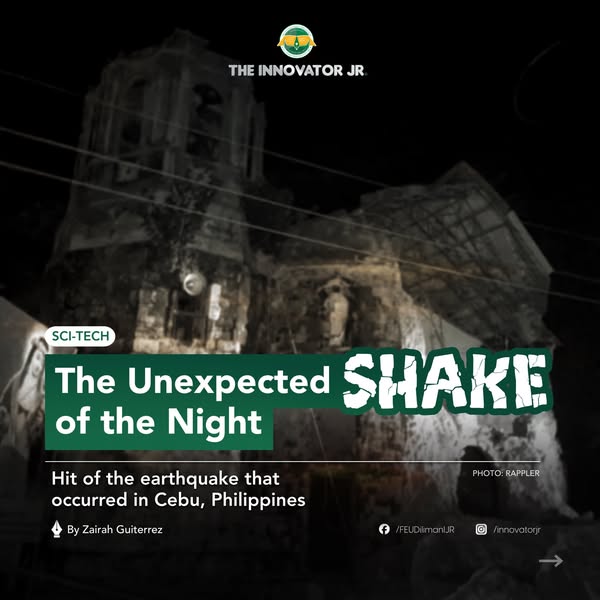 THE INNOVATOR JR.
SCI-TECH
The Unexpected SHAKE
of the Night
Hit of the earthquake that
occurred in Cebu, Philippines
PHOTO: RAPPLER
By Zairah Guiterrez
/FEUDilimanIJR
/innovatorjr